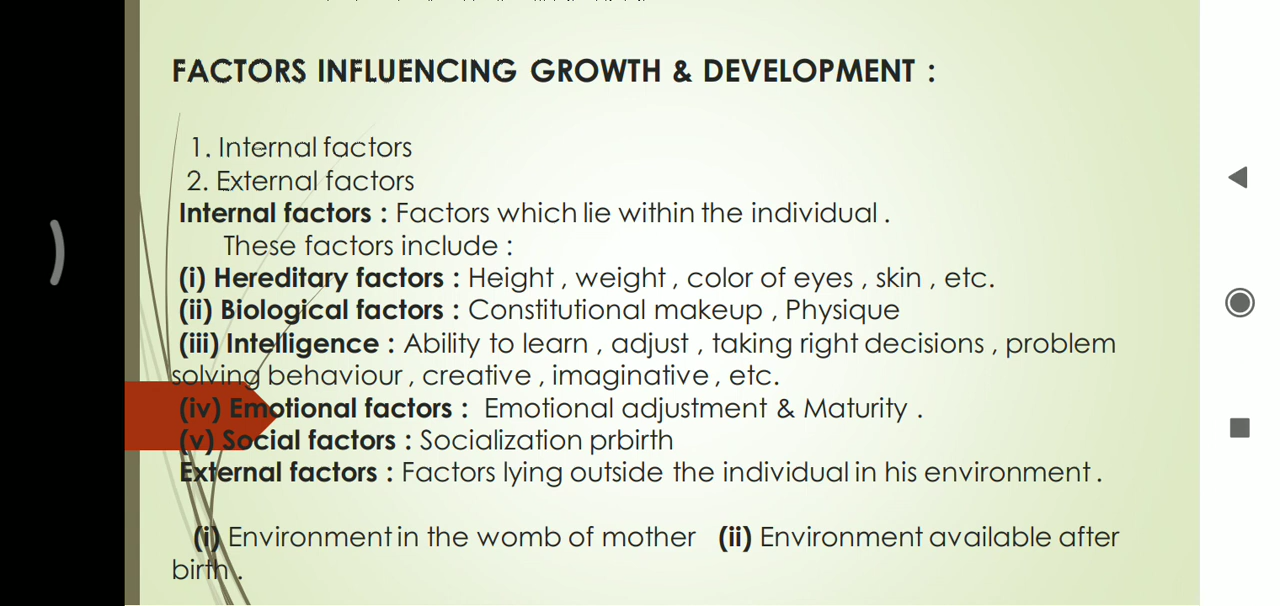 FACTORS INFLUENCING GROWTH & DEVELOPMENT :
1. Internal factors
2. External factors
Internal factors : Factors which lie within the individual .
These factors include :
(i) Hereditary factors : Height , weight , color of eyes , skin , etc.
(ii) Biological factors : Constitutional makeup , Physique
(iii) Intelligence : Ability to learn , adjust , taking right decisions , problem
solving behaviour , creative , imaginative , etc.
(iv) Emotional factors : Emotional adjustment & Maturity .
(v) Social factors : Socialization prbirth
External factors : Factors lying outside the individual in his environment .
(i) Environment in the womb of mother (ii) Environment available after
birth .